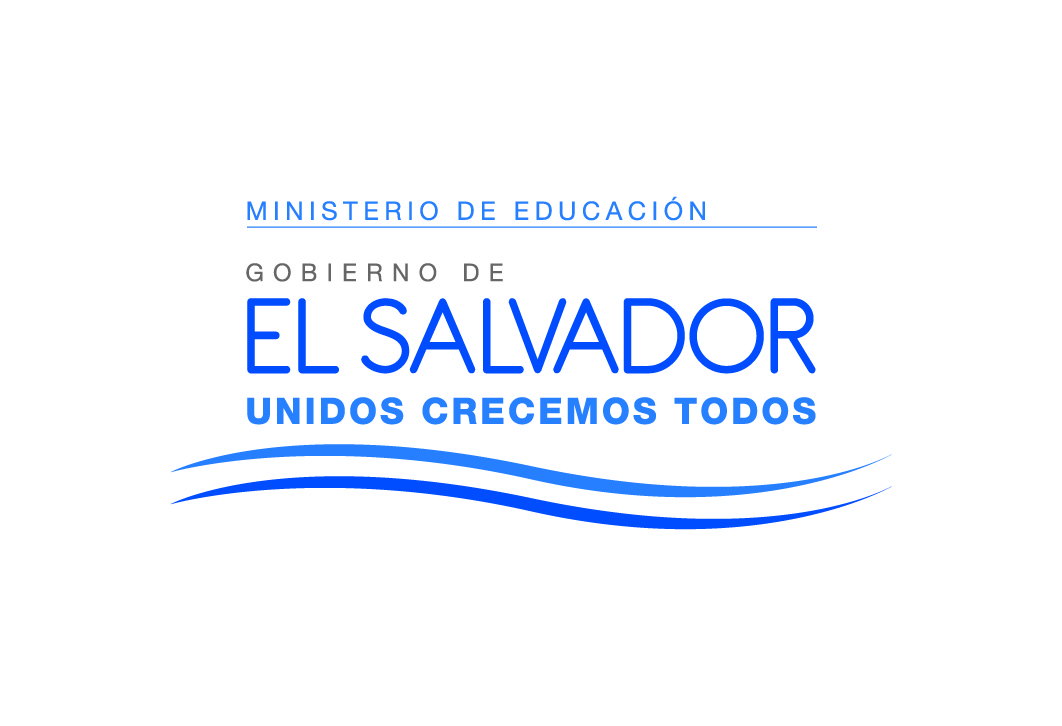 MINISTERIO DE EDUCACIÓN
GOBIERNO DE
EL SALVADOR
UNIDOS CRECEMOS TODOS